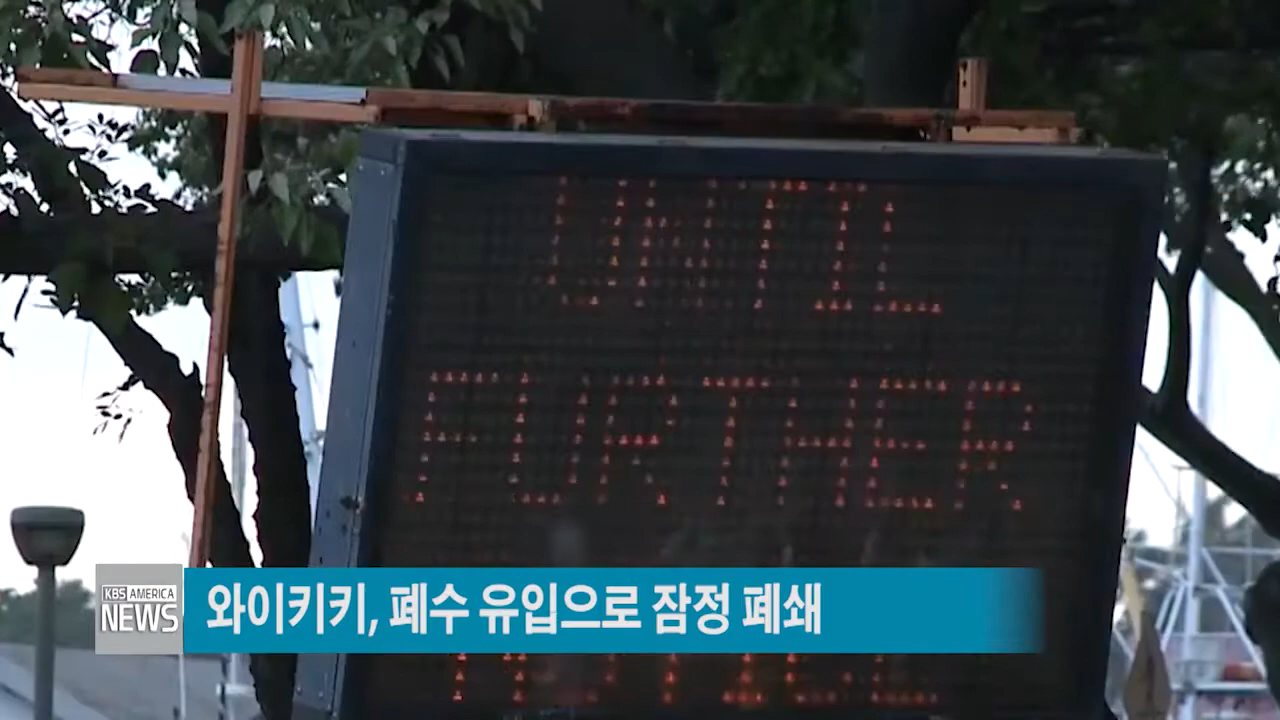 UNTIL
FURTHER
NOTICE
KBS AMERICA
NEWS
와이키키, 폐수 유입으로 잠정 폐쇄